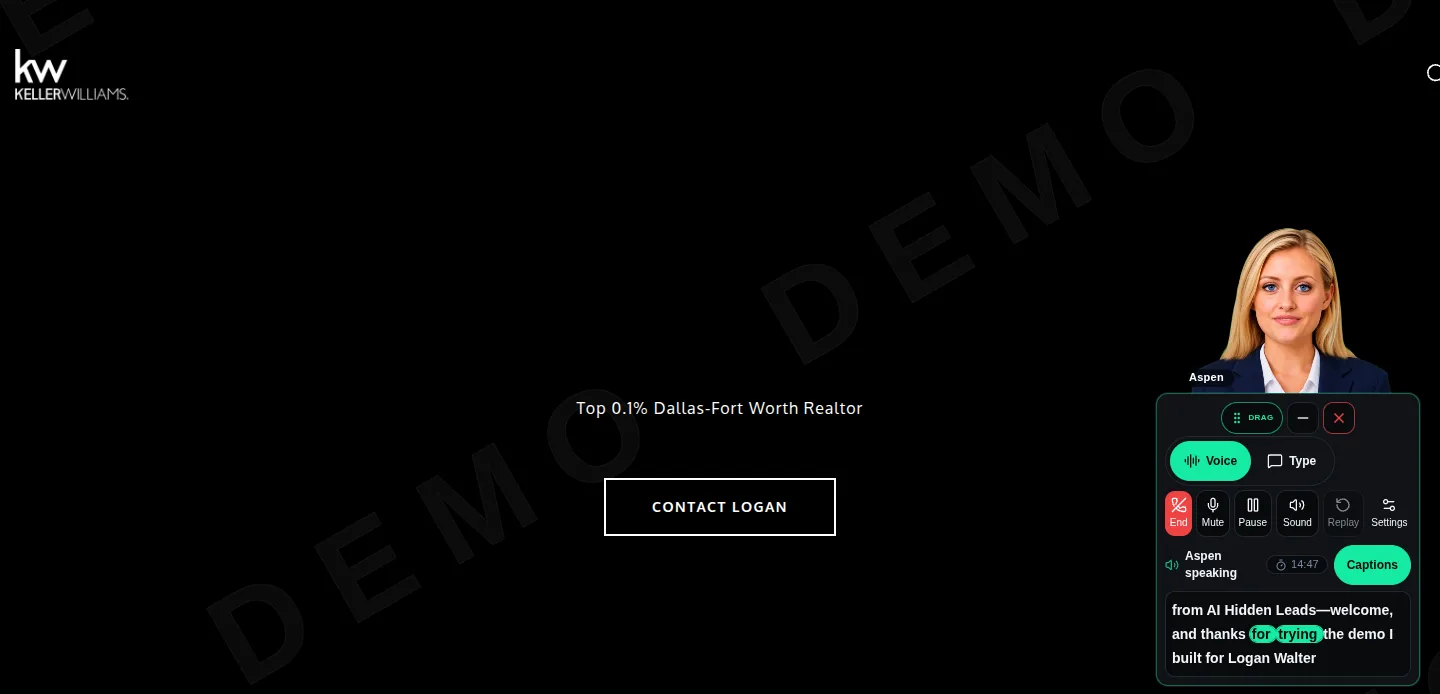 kw
KELLERWILLIAMS.
DEMO
DEMO
Top 0.1% Dallas-Fort Worth Realtor
CONTACT LOGAN
Aspen
DRAG
Voice
Type
End
Mute
Pause
Sound
Replay
Settings
Aspen
speaking
14:47
Captions
from AI Hidden Leads—welcome,
and thanks for trying the demo I
built for Logan Walter